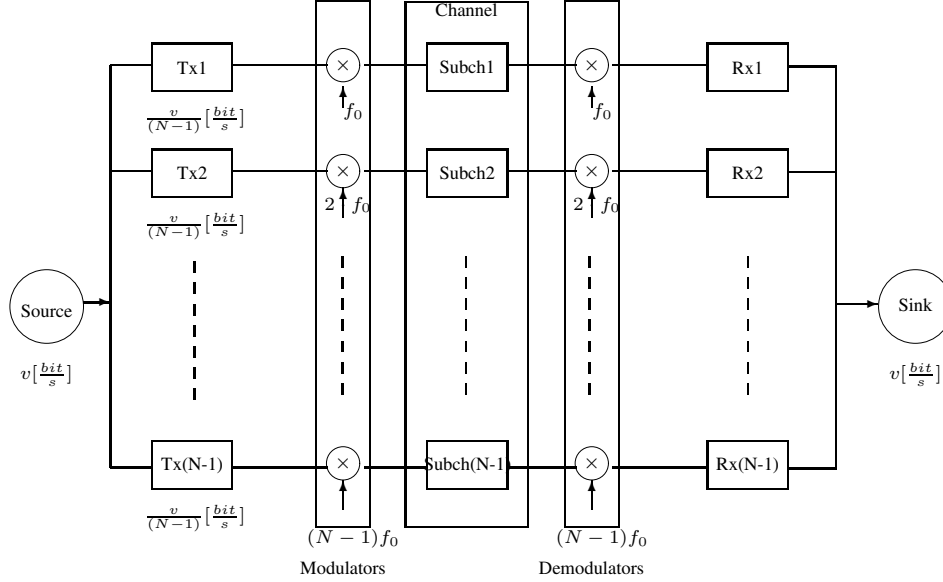 Channel
Tx1 × Subch1 × Rx1
f₀ f₀
v/(N−1) [bit/s]
Tx2 × Subch2 × Rx2
2 f₀ 2 f₀
v/(N−1) [bit/s]
Source Sink
v[bit/s] v[bit/s]
Tx(N-1) × Subch(N-1) × Rx(N-1)
v/(N−1) [bit/s]
(N − 1)f₀ (N − 1)f₀
Modulators Demodulators